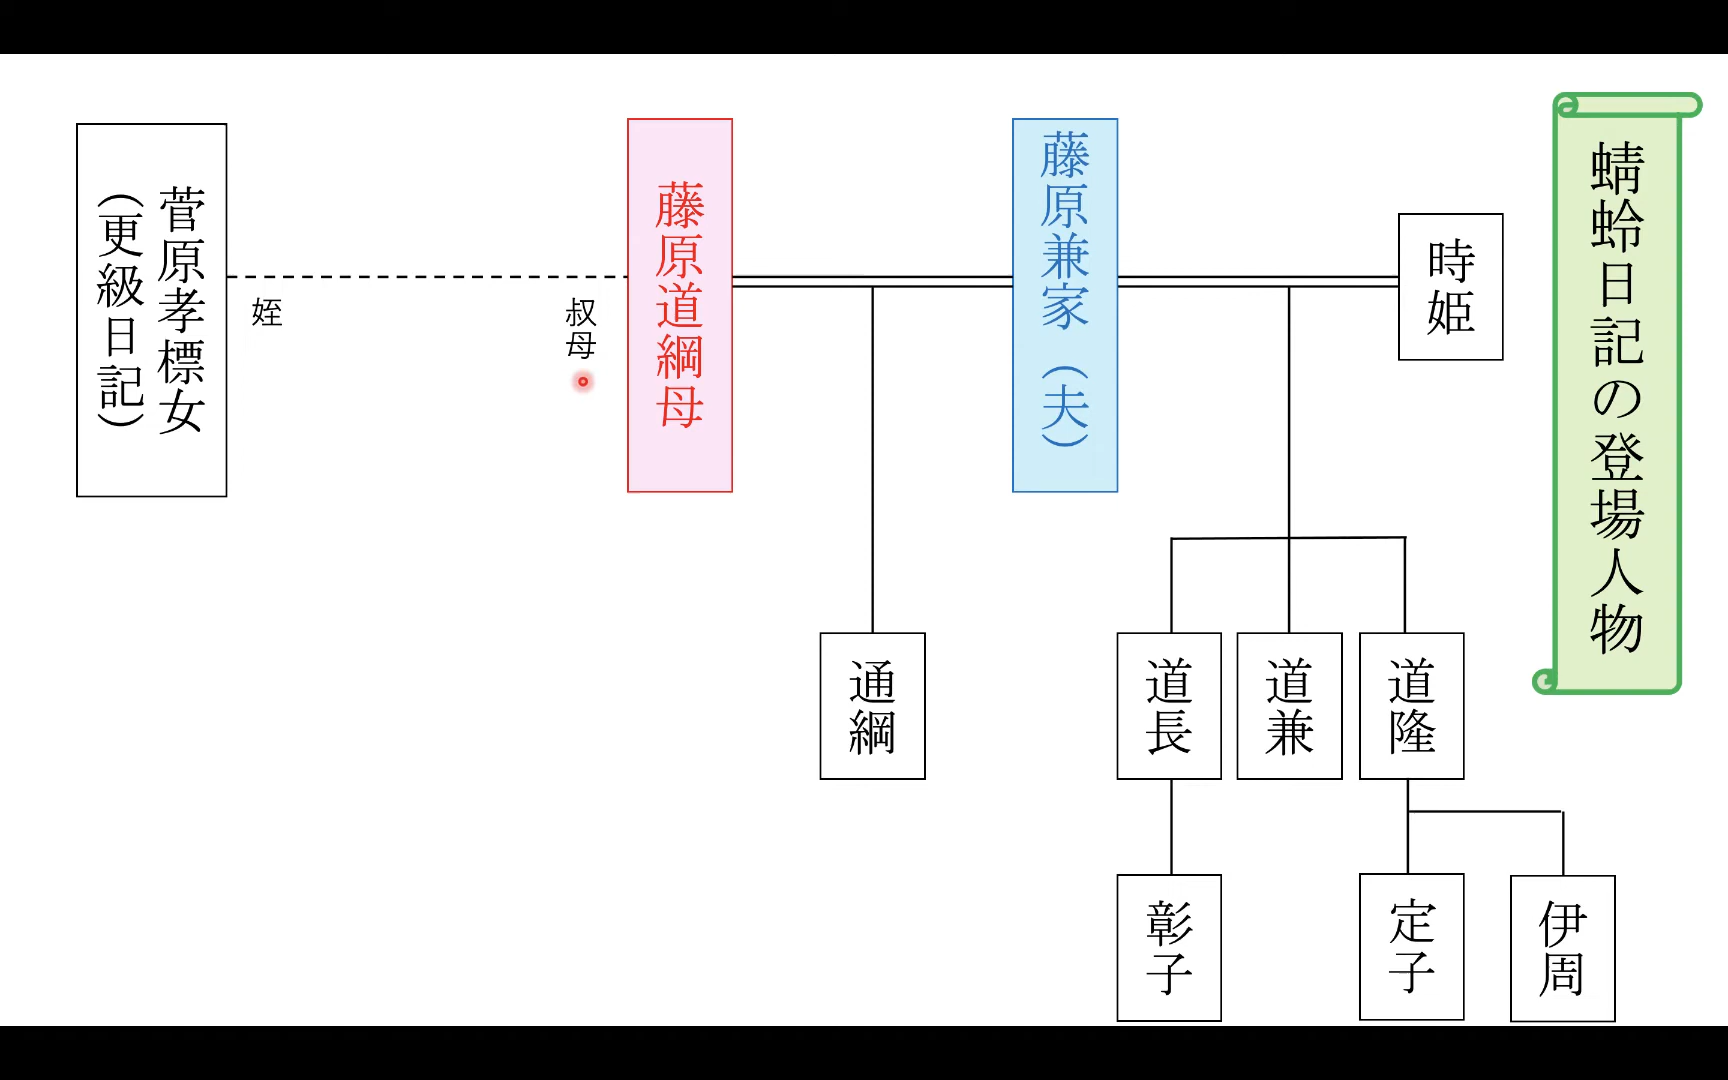 蜻蛉日記の登場人物
時姫
藤原兼家（夫）
藤原道綱母
叔母
姪
菅原孝標女
（更級日記）
道隆
道兼
道長
通綱
伊周
定子
彰子